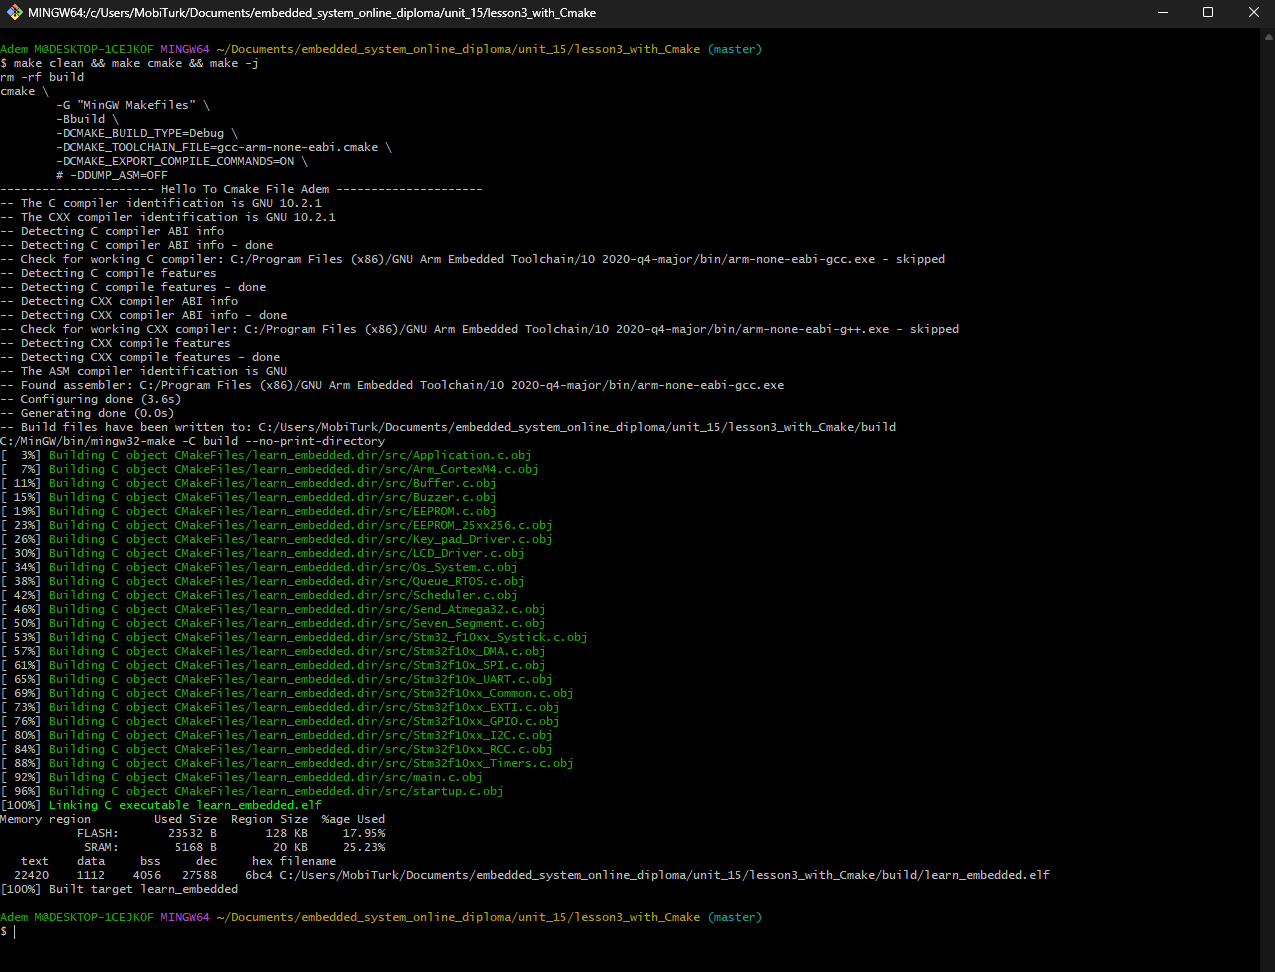 MINGW64:/c/Users/MobiTurk/Documents/embedded_system_online_diploma/unit_15/lesson3_with_Cmake
Adem M@DESKTOP-1CEJKOF MINGW64 ~/Documents/embedded_system_online_diploma/unit_15/lesson3_with_Cmake (master)
$ make clean && make cmake && make -j
rm -rf build
cmake \
        -G "MinGW Makefiles" \
        -Bbuild \
        -DCMAKE_BUILD_TYPE=Debug \
        -DCMAKE_TOOLCHAIN_FILE=gcc-arm-none-eabi.cmake \
        -DCMAKE_EXPORT_COMPILE_COMMANDS=ON \
        # -DDUMP_ASM=OFF
---------------------- Hello To Cmake File Adem ---------------------
-- The C compiler identification is GNU 10.2.1
-- The CXX compiler identification is GNU 10.2.1
-- Detecting C compiler ABI info
-- Detecting C compiler ABI info - done
-- Check for working C compiler: C:/Program Files (x86)/GNU Arm Embedded Toolchain/10 2020-q4-major/bin/arm-none-eabi-gcc.exe - skipped
-- Detecting C compile features
-- Detecting C compile features - done
-- Detecting CXX compiler ABI info
-- Detecting CXX compiler ABI info - done
-- Check for working CXX compiler: C:/Program Files (x86)/GNU Arm Embedded Toolchain/10 2020-q4-major/bin/arm-none-eabi-g++.exe - skipped
-- Detecting CXX compile features
-- Detecting CXX compile features - done
-- The ASM compiler identification is GNU
-- Found assembler: C:/Program Files (x86)/GNU Arm Embedded Toolchain/10 2020-q4-major/bin/arm-none-eabi-gcc.exe
-- Configuring done (3.6s)
-- Generating done (0.0s)
-- Build files have been written to: C:/Users/MobiTurk/Documents/embedded_system_online_diploma/unit_15/lesson3_with_Cmake/build
C:/MinGW/bin/mingw32-make -C build --no-print-directory
[  3%] Building C object CMakeFiles/learn_embedded.dir/src/Application.c.obj
[  7%] Building C object CMakeFiles/learn_embedded.dir/src/Arm_CortexM4.c.obj
[ 11%] Building C object CMakeFiles/learn_embedded.dir/src/Buffer.c.obj
[ 15%] Building C object CMakeFiles/learn_embedded.dir/src/Buzzer.c.obj
[ 19%] Building C object CMakeFiles/learn_embedded.dir/src/EEPROM.c.obj
[ 23%] Building C object CMakeFiles/learn_embedded.dir/src/EEPROM_25xx256.c.obj
[ 26%] Building C object CMakeFiles/learn_embedded.dir/src/Key_pad_Driver.c.obj
[ 30%] Building C object CMakeFiles/learn_embedded.dir/src/LCD_Driver.c.obj
[ 34%] Building C object CMakeFiles/learn_embedded.dir/src/Os_System.c.obj
[ 38%] Building C object CMakeFiles/learn_embedded.dir/src/Queue_RTOS.c.obj
[ 42%] Building C object CMakeFiles/learn_embedded.dir/src/Scheduler.c.obj
[ 46%] Building C object CMakeFiles/learn_embedded.dir/src/Send_Atmega32.c.obj
[ 50%] Building C object CMakeFiles/learn_embedded.dir/src/Seven_Segment.c.obj
[ 53%] Building C object CMakeFiles/learn_embedded.dir/src/Stm32_f10xx_Systick.c.obj
[ 57%] Building C object CMakeFiles/learn_embedded.dir/src/Stm32f10x_DMA.c.obj
[ 61%] Building C object CMakeFiles/learn_embedded.dir/src/Stm32f10x_SPI.c.obj
[ 65%] Building C object CMakeFiles/learn_embedded.dir/src/Stm32f10x_UART.c.obj
[ 69%] Building C object CMakeFiles/learn_embedded.dir/src/Stm32f10xx_Common.c.obj
[ 73%] Building C object CMakeFiles/learn_embedded.dir/src/Stm32f10xx_EXTI.c.obj
[ 76%] Building C object CMakeFiles/learn_embedded.dir/src/Stm32f10xx_GPIO.c.obj
[ 80%] Building C object CMakeFiles/learn_embedded.dir/src/Stm32f10xx_I2C.c.obj
[ 84%] Building C object CMakeFiles/learn_embedded.dir/src/Stm32f10xx_RCC.c.obj
[ 88%] Building C object CMakeFiles/learn_embedded.dir/src/Stm32f10xx_Timers.c.obj
[ 92%] Building C object CMakeFiles/learn_embedded.dir/src/main.c.obj
[ 96%] Building C object CMakeFiles/learn_embedded.dir/src/startup.c.obj
[100%] Linking C executable learn_embedded.elf
Memory region         Used Size  Region Size  %age Used
           FLASH:       23532 B       128 KB     17.95%
            SRAM:        5168 B        20 KB     25.23%
   text    data     bss     dec     hex filename
  22420    1112    4056   27588    6bc4 C:/Users/MobiTurk/Documents/embedded_system_online_diploma/unit_15/lesson3_with_Cmake/build/learn_embedded.elf
[100%] Built target learn_embedded
Adem M@DESKTOP-1CEJKOF MINGW64 ~/Documents/embedded_system_online_diploma/unit_15/lesson3_with_Cmake (master)
$